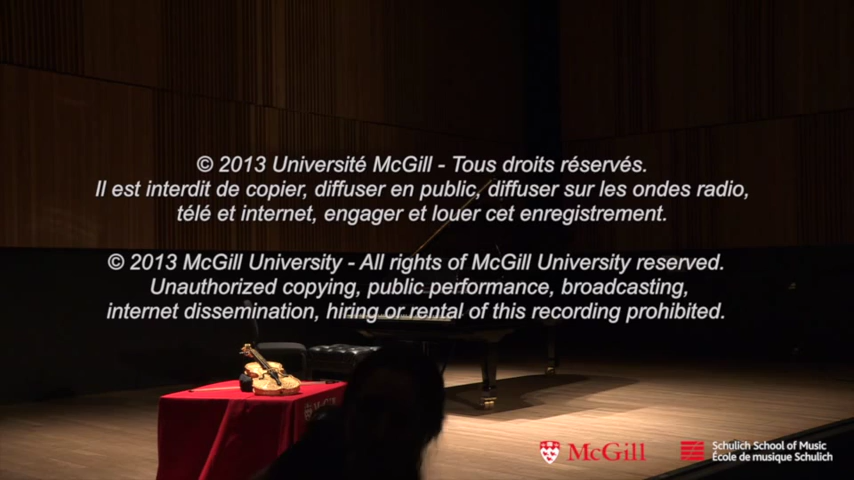 © 2013 Université McGill - Tous droits réservés.
Il est interdit de copier, diffuser en public, diffuser sur les ondes radio,
télé et internet, engager et louer cet enregistrement.
© 2013 McGill University - All rights of McGill University reserved.
Unauthorized copying, public performance, broadcasting,
internet dissemination, hiring or rental of this recording prohibited.
McGill
McGill
Schulich School of Music
École de musique Schulich